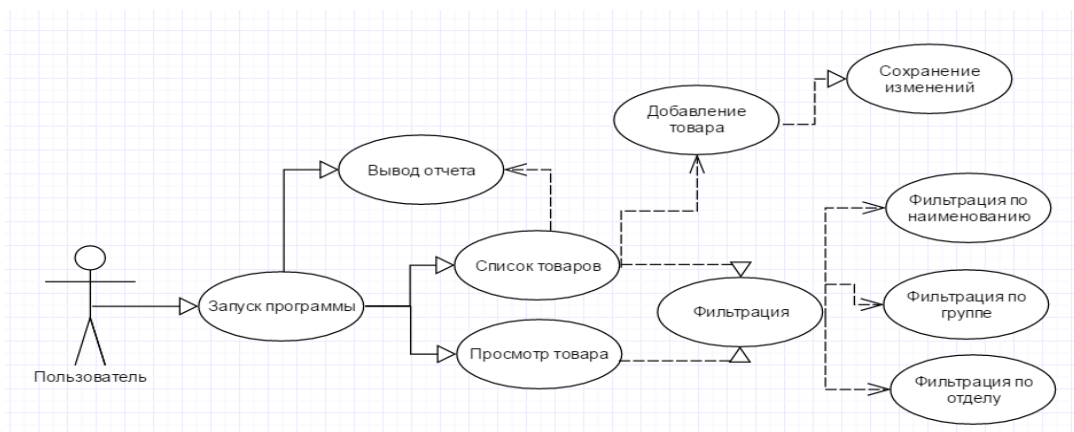 Сохранение
изменений
Добавление
товара
Вывод отчета
Фильтрация по
наименованию
Список товаров
Запуск программы
Фильтрация
Фильтрация по
группе
Просмотр товара
Пользователь
Фильтрация по
отделу